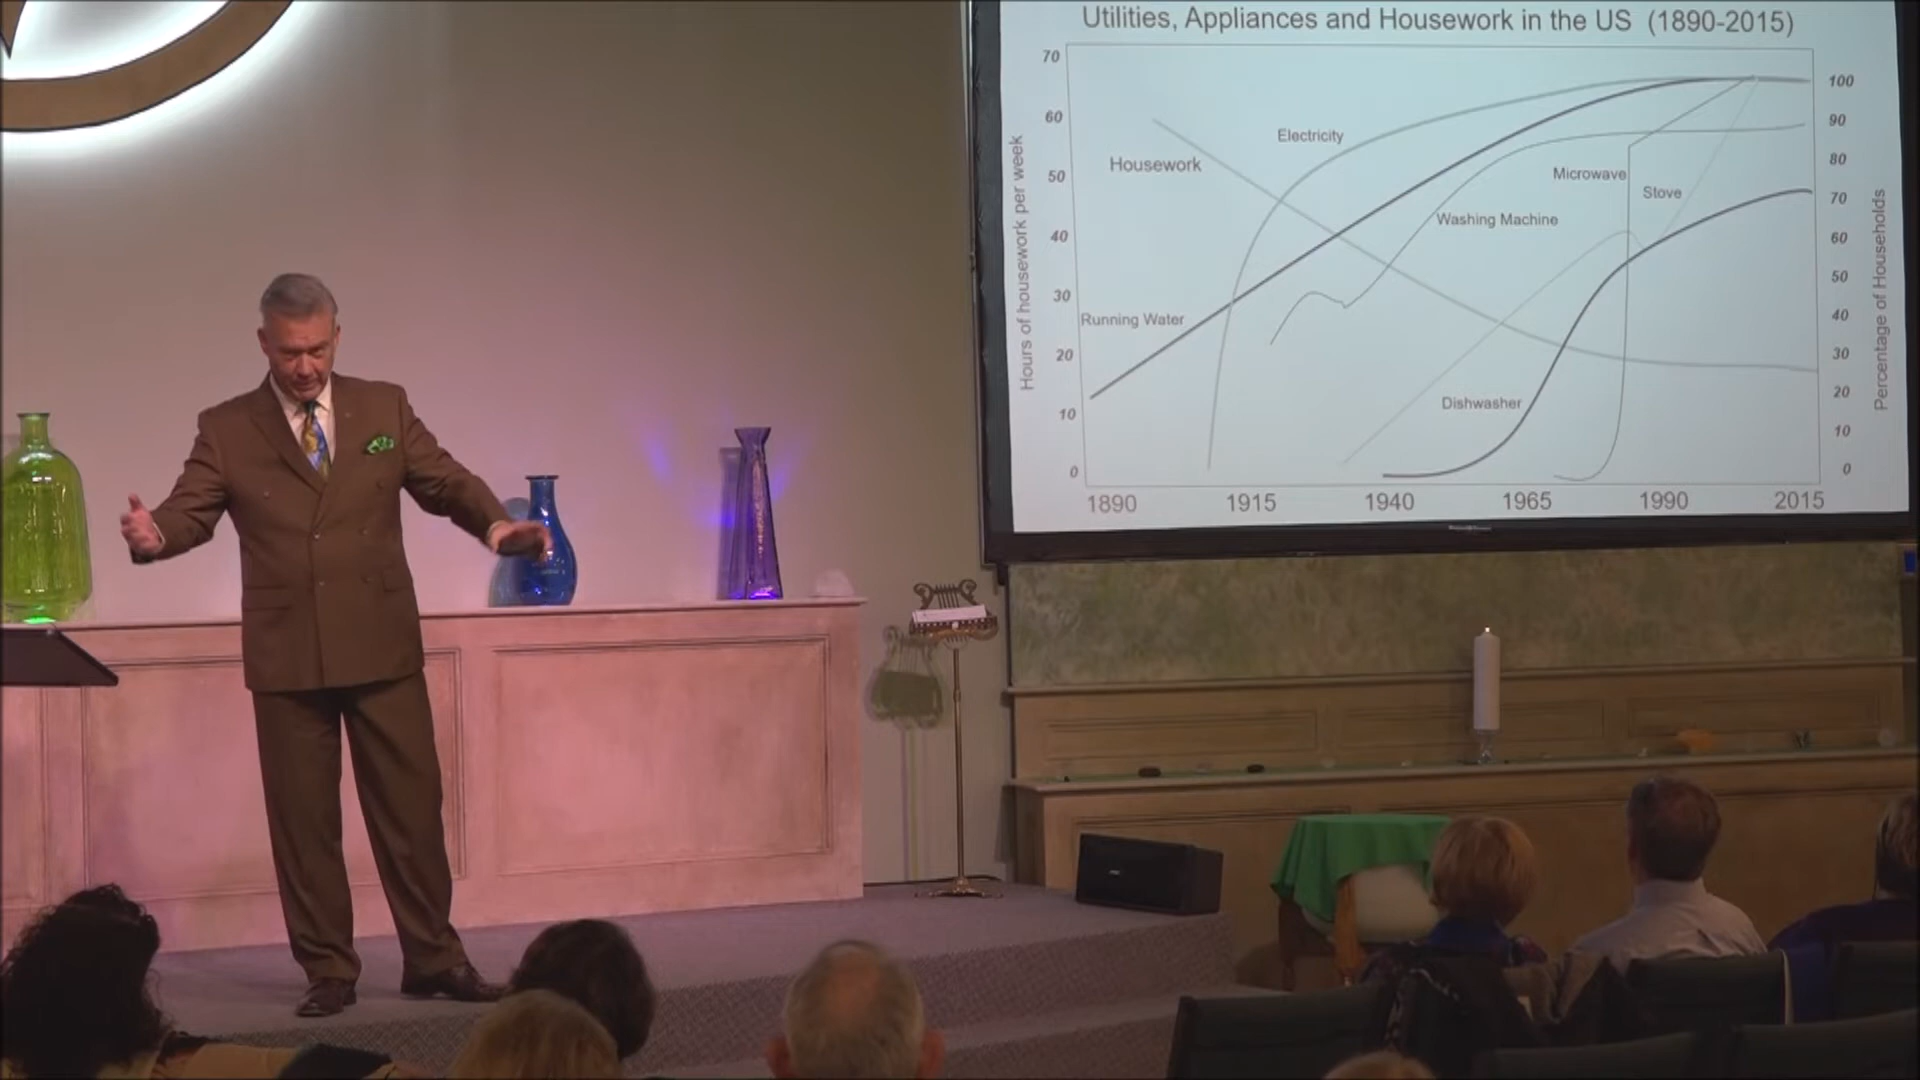 Utilities, Appliances and Housework in the US (1890-2015)
70
60
50
40
30
20
10
0
Hours of housework per week
Electricity
Housework
Microwave
Stove
Washing Machine
Running Water
Dishwasher
100
90
80
70
60
50
40
30
20
10
0
Percentage of Households
1890 1915 1940 1965 1990 2015